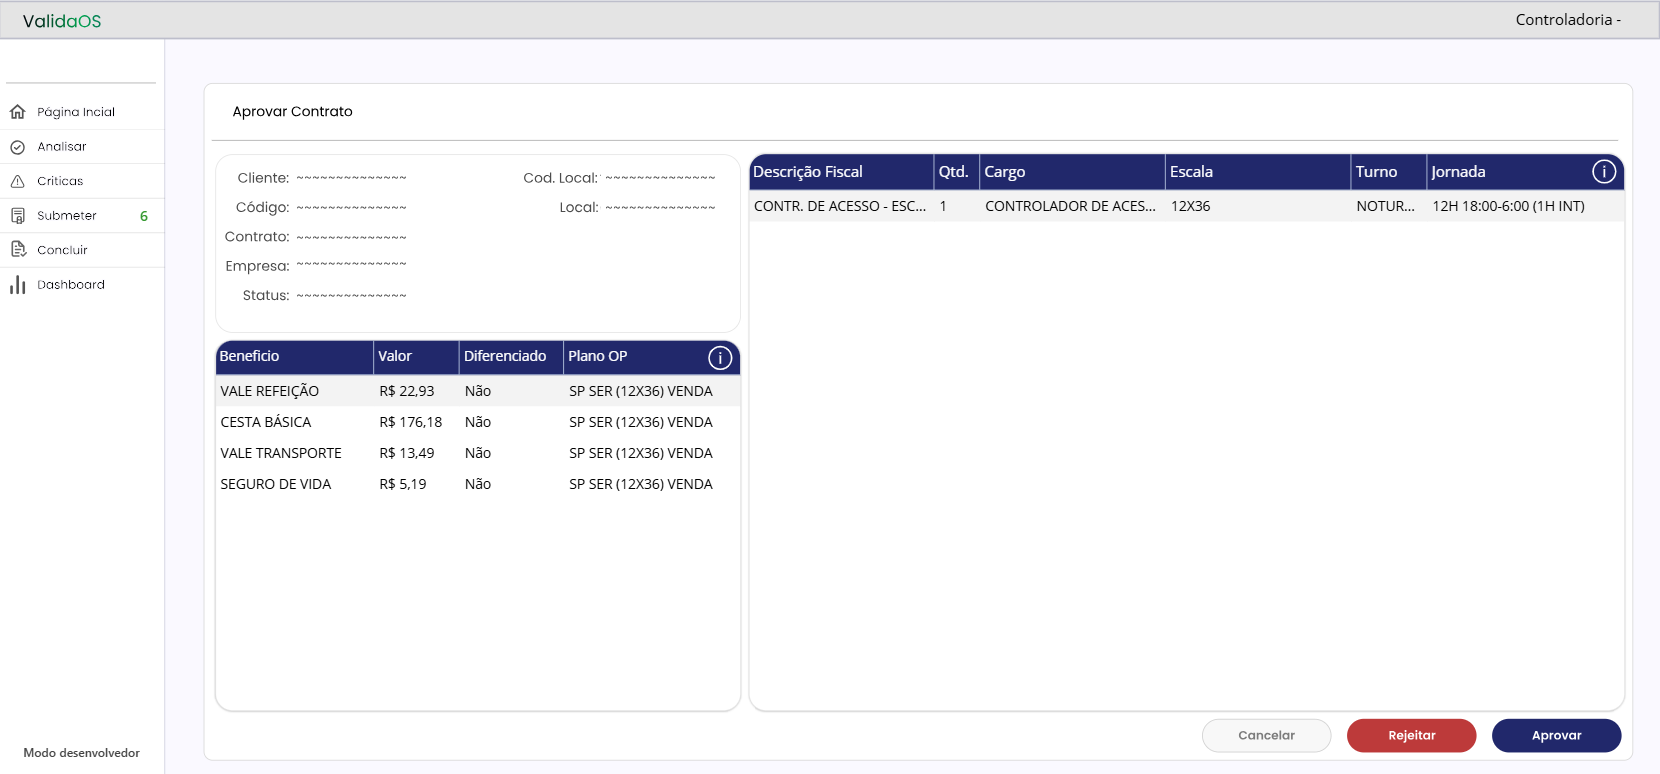 ValidaOS
Controladoria -
Página Incial
Analisar
Criticas
Submeter 6
Concluir
Dashboard
Modo desenvolvedor
Aprovar Contrato
Cliente: ~~~~~~~~~~~~~~ Cod. Local: ~~~~~~~~~~~~~~
Código: ~~~~~~~~~~~~~~ Local: ~~~~~~~~~~~~~~
Contrato: ~~~~~~~~~~~~~~
Empresa: ~~~~~~~~~~~~~~
Status: ~~~~~~~~~~~~~~
Beneficio Valor Diferenciado Plano OP
VALE REFEIÇÃO R$ 22,93 Não SP SER (12X36) VENDA
CESTA BÁSICA R$ 176,18 Não SP SER (12X36) VENDA
VALE TRANSPORTE R$ 13,49 Não SP SER (12X36) VENDA
SEGURO DE VIDA R$ 5,19 Não SP SER (12X36) VENDA
Descrição Fiscal Qtd. Cargo Escala Turno Jornada
CONTR. DE ACESSO - ESC... 1 CONTROLADOR DE ACES... 12X36 NOTUR... 12H 18:00-6:00 (1H INT)
Cancelar Rejeitar Aprovar